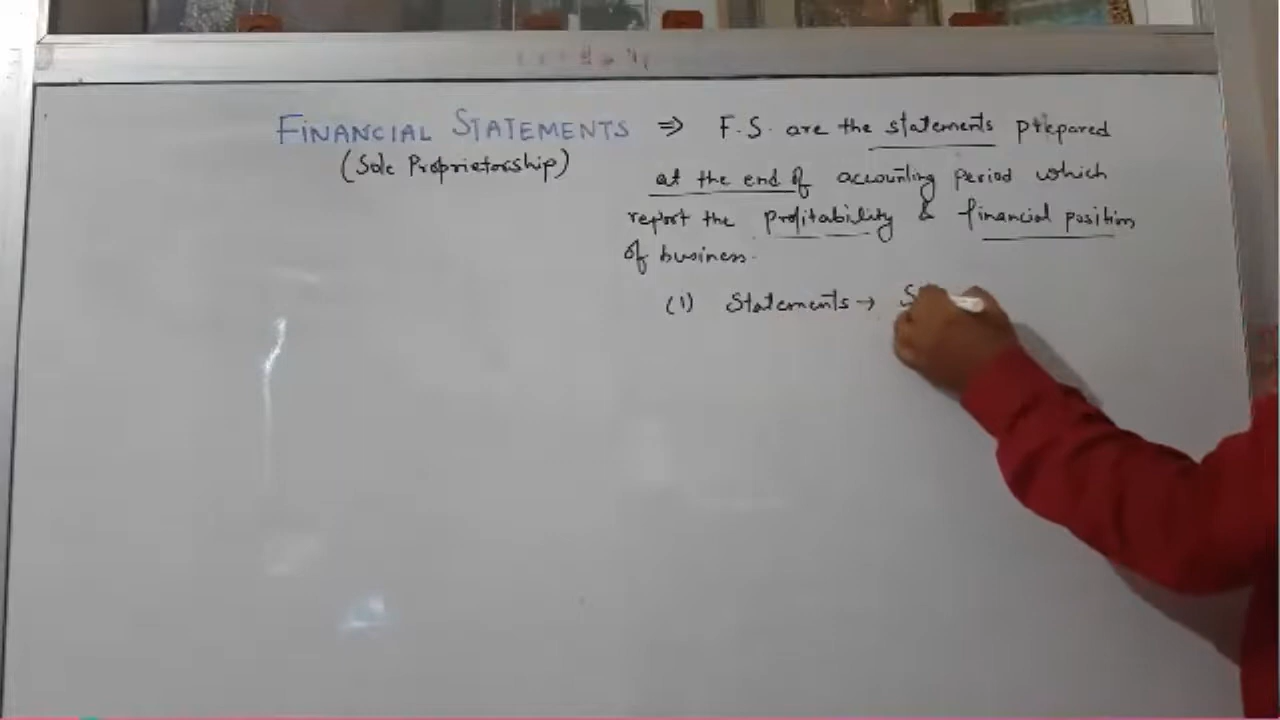 FINANCIAL STATEMENTS ⇒ F.S. are the statements prepared
(Sole Proprietorship)
at the end of accounting period which
report the profitability & financial position
of business.
(1) Statements →